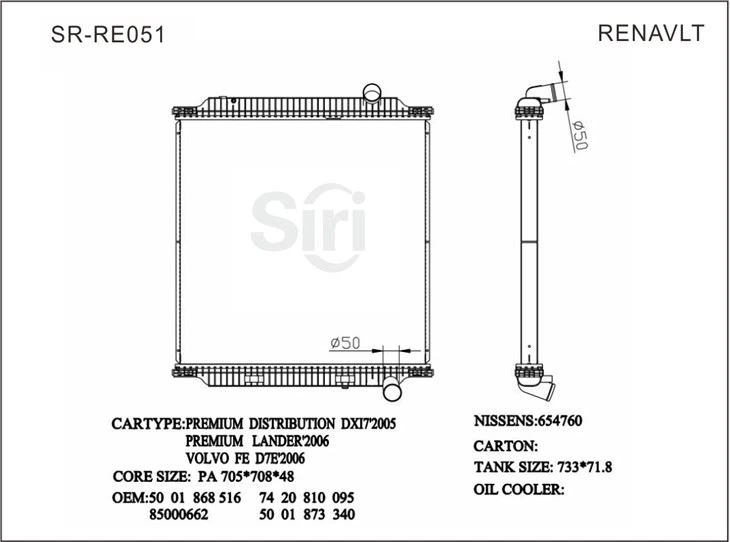 SR-RE051
RENAVLT
Siri
ø50
ø50
CARTYPE:PREMIUM DISTRIBUTION DXI7'2005
PREMIUM LANDER'2006
VOLVO FE D7E'2006
CORE SIZE: PA 705*708*48
OEM:50 01 868 516 74 20 810 095
85000662 50 01 873 340
NISSENS:654760
CARTON:
TANK SIZE: 733*71.8
OIL COOLER: